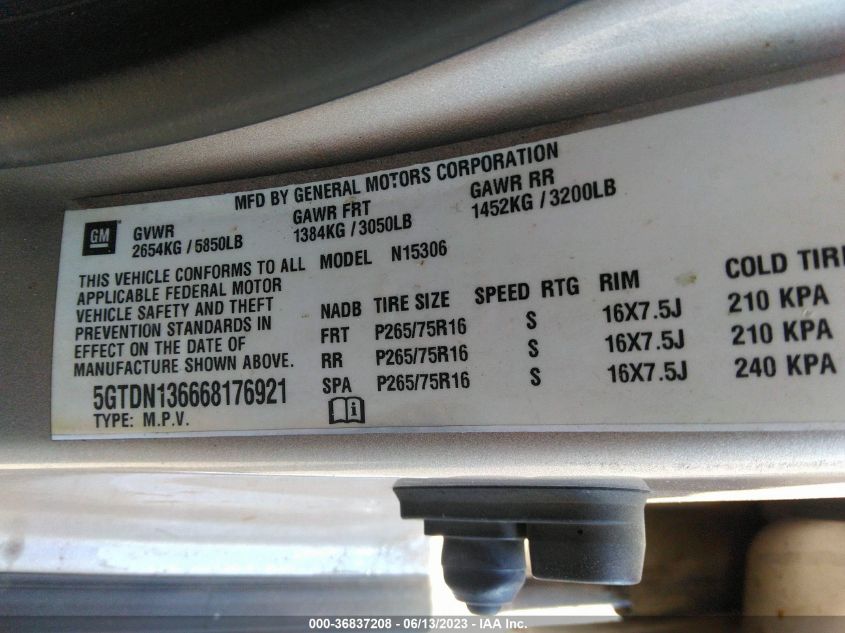 MFD BY GENERAL MOTORS CORPORATION
GM
GVWR GAWR FRT GAWR RR
2654KG / 5850LB 1384KG / 3050LB 1452KG / 3200LB
THIS VEHICLE CONFORMS TO ALL
APPLICABLE FEDERAL MOTOR
VEHICLE SAFETY AND THEFT
PREVENTION STANDARDS IN
EFFECT ON THE DATE OF
MANUFACTURE SHOWN ABOVE.
5GTDN136668176921
TYPE: M.P.V.
MODEL N15306
NADB TIRE SIZE SPEED RTG RIM COLD TIRE
FRT P265/75R16 S 16X7.5J 210 KPA
RR P265/75R16 S 16X7.5J 210 KPA
SPA P265/75R16 S 16X7.5J 240 KPA
000-36837208 - 06/13/2023 - IAA Inc.